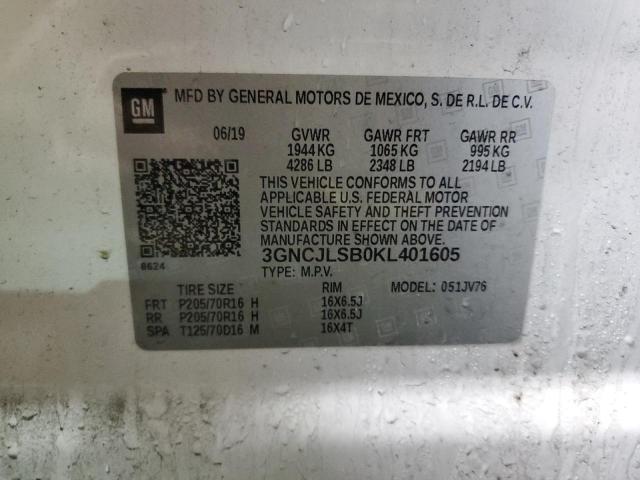 GM MFD BY GENERAL MOTORS DE MEXICO, S. DE R.L. DE C.V.
06/19 GVWR GAWR FRT GAWR RR
1944 KG 1065 KG 995 KG
4286 LB 2348 LB 2194 LB
THIS VEHICLE CONFORMS TO ALL
APPLICABLE U.S. FEDERAL MOTOR
VEHICLE SAFETY AND THEFT PREVENTION
STANDARDS IN EFFECT ON THE DATE OF
MANUFACTURE SHOWN ABOVE.
3GNCJLSB0KL401605
6624 TYPE: M.P.V.
TIRE SIZE RIM MODEL: 051JV76
FRT P205/70R16 H 16X6.5J
RR P205/70R16 H 16X6.5J
SPA T125/70D16 M 16X4T